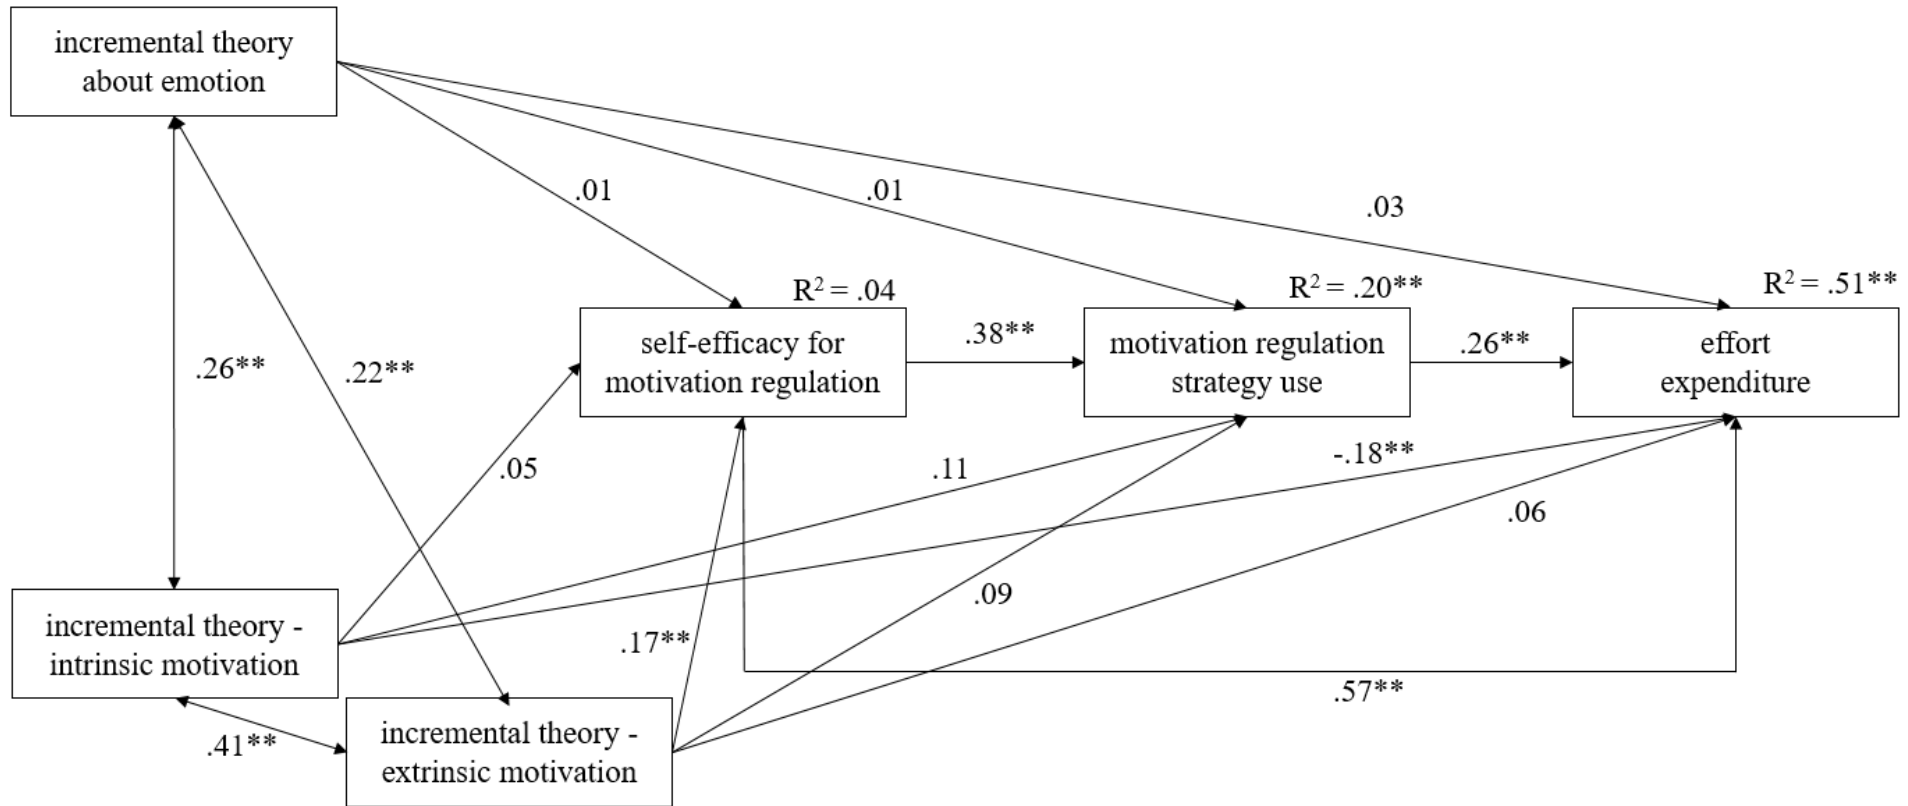 incremental theory
about emotion
.01
.01
.03
R² = .04
R² = .20**
R² = .51**
.26**
.22**
self-efficacy for
motivation regulation
.38**
motivation regulation
strategy use
.26**
effort
expenditure
.05
.11
-.18**
.06
.09
.17**
.57**
incremental theory -
intrinsic motivation
.41**
incremental theory -
extrinsic motivation